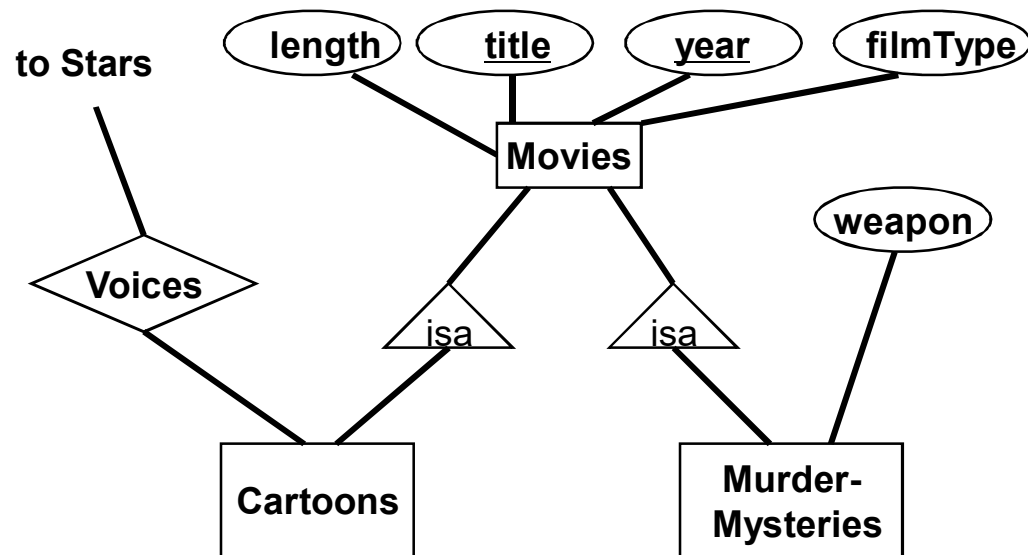 to Stars
length
title
year
filmType
Movies
weapon
Voices
isa
isa
Cartoons
Murder-
Mysteries